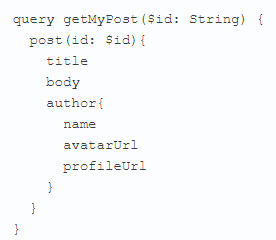 query getMyPost($id: String) {
  post(id: $id){
    title
    body
    author{
      name
      avatarUrl
      profileUrl
    }
  }
}